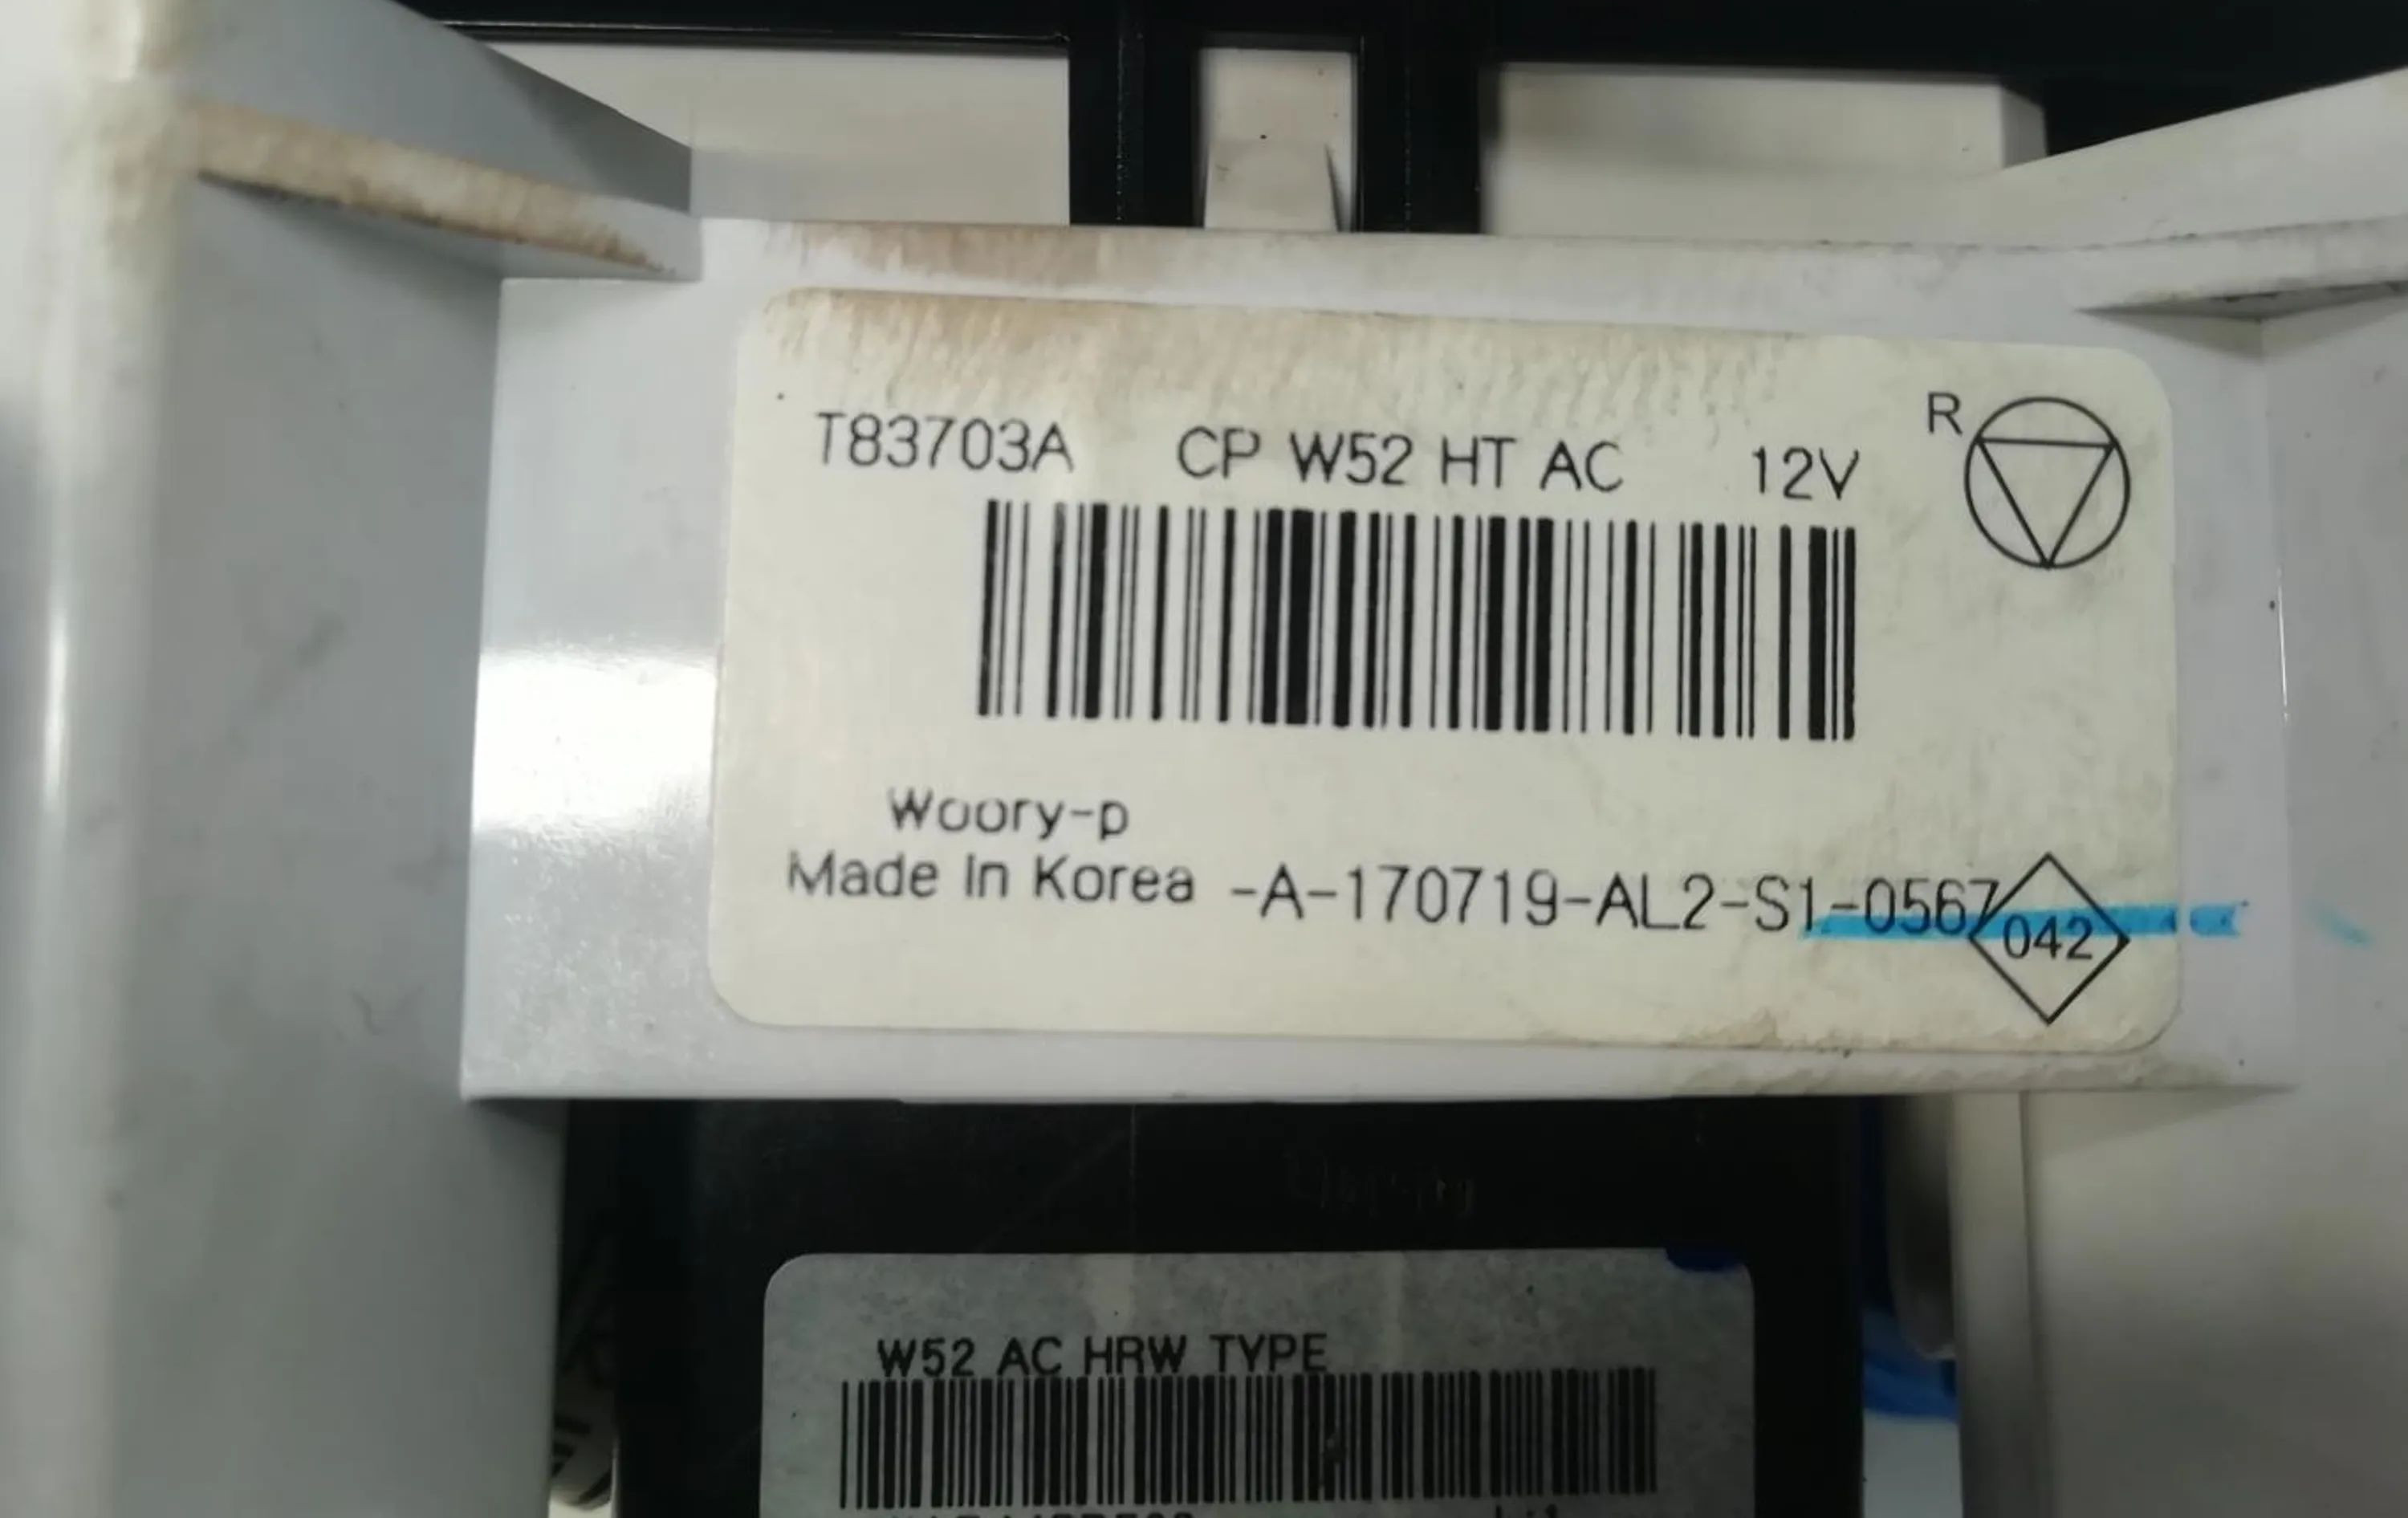 T83703A CP W52 HT AC 12V R
Woory-p
Made In Korea -A-170719-AL2-S1-0567
042
W52 AC HRW TYPE